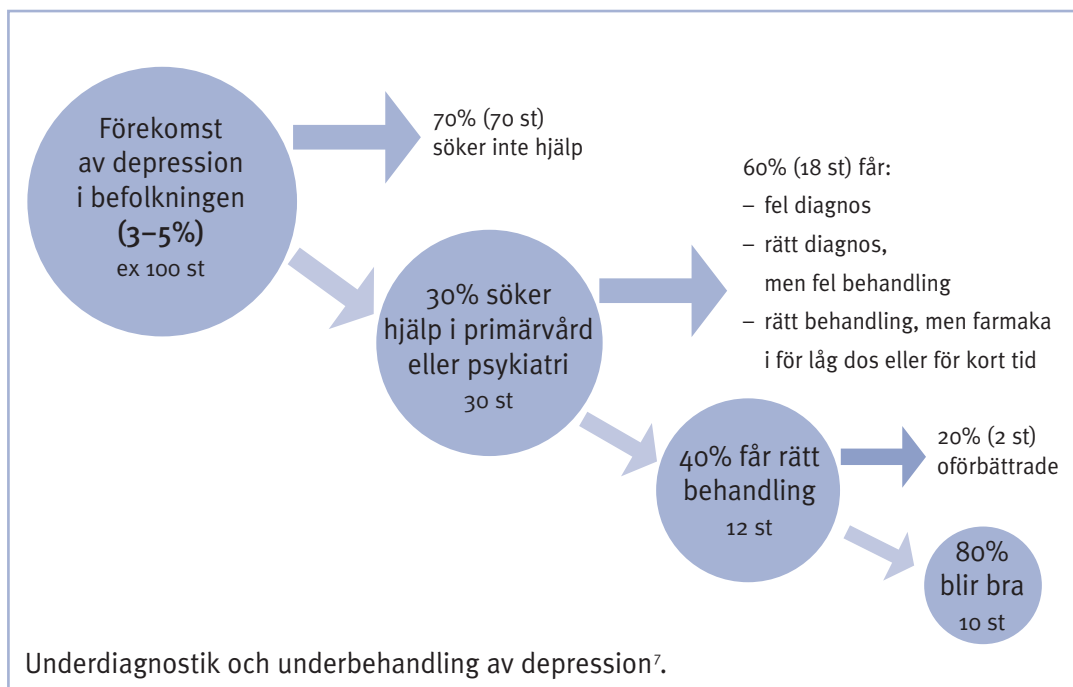 Förekomst
av depression
i befolkningen
(3–5%)
ex 100 st
70% (70 st)
söker inte hjälp
30% söker
hjälp i primärvård
eller psykiatri
30 st
60% (18 st) får:
– fel diagnos
– rätt diagnos,
men fel behandling
– rätt behandling, men farmaka
i för låg dos eller för kort tid
40% får rätt
behandling
12 st
20% (2 st)
oförbättrade
80%
blir bra
10 st
Underdiagnostik och underbehandling av depression⁷.